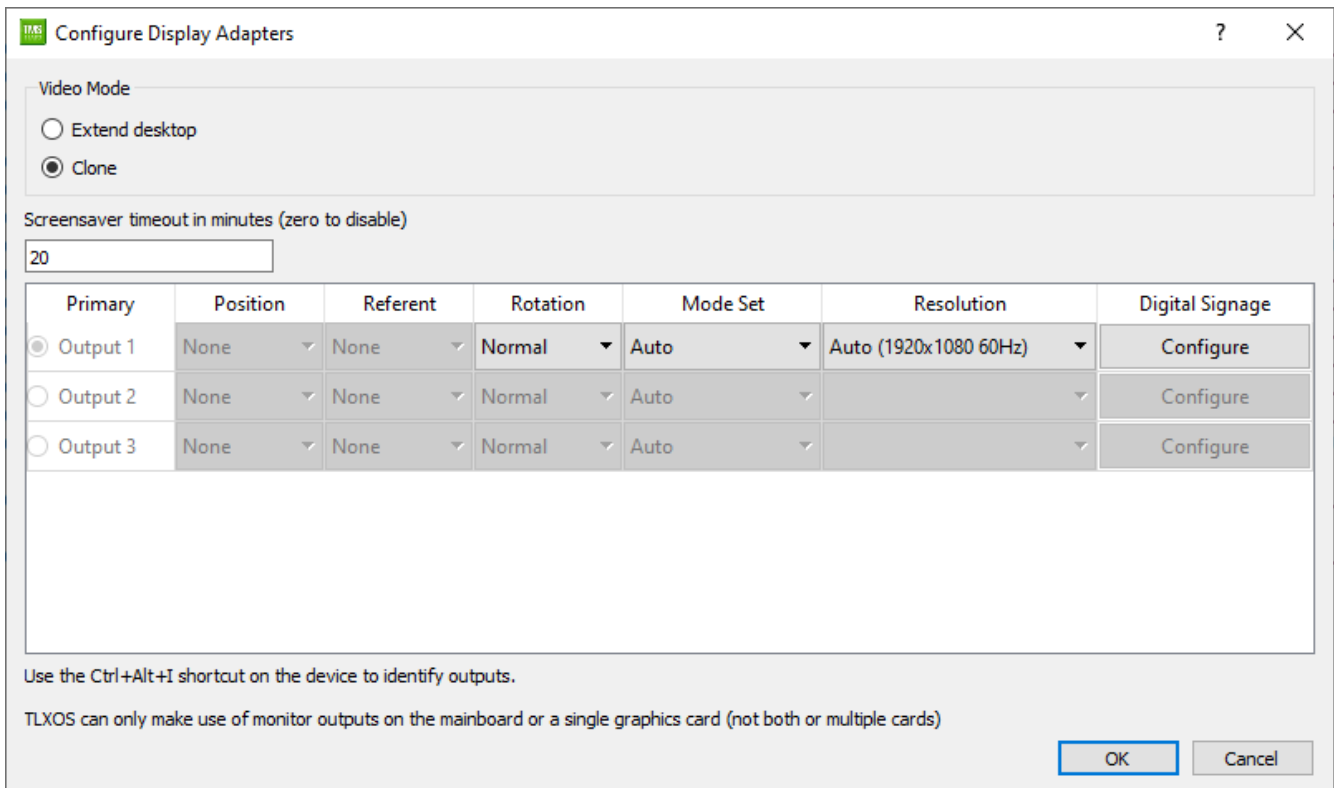 TMS
Configure Display Adapters ?
Video Mode
Extend desktop
Clone
Screensaver timeout in minutes (zero to disable)
20
Primary Position Referent Rotation Mode Set Resolution Digital Signage
Output 1 None None Normal Auto Auto (1920x1080 60Hz) Configure
Output 2 None None Normal Auto Configure
Output 3 None None Normal Auto Configure
Use the Ctrl+Alt+I shortcut on the device to identify outputs.
TLXOS can only make use of monitor outputs on the mainboard or a single graphics card (not both or multiple cards)
OK Cancel